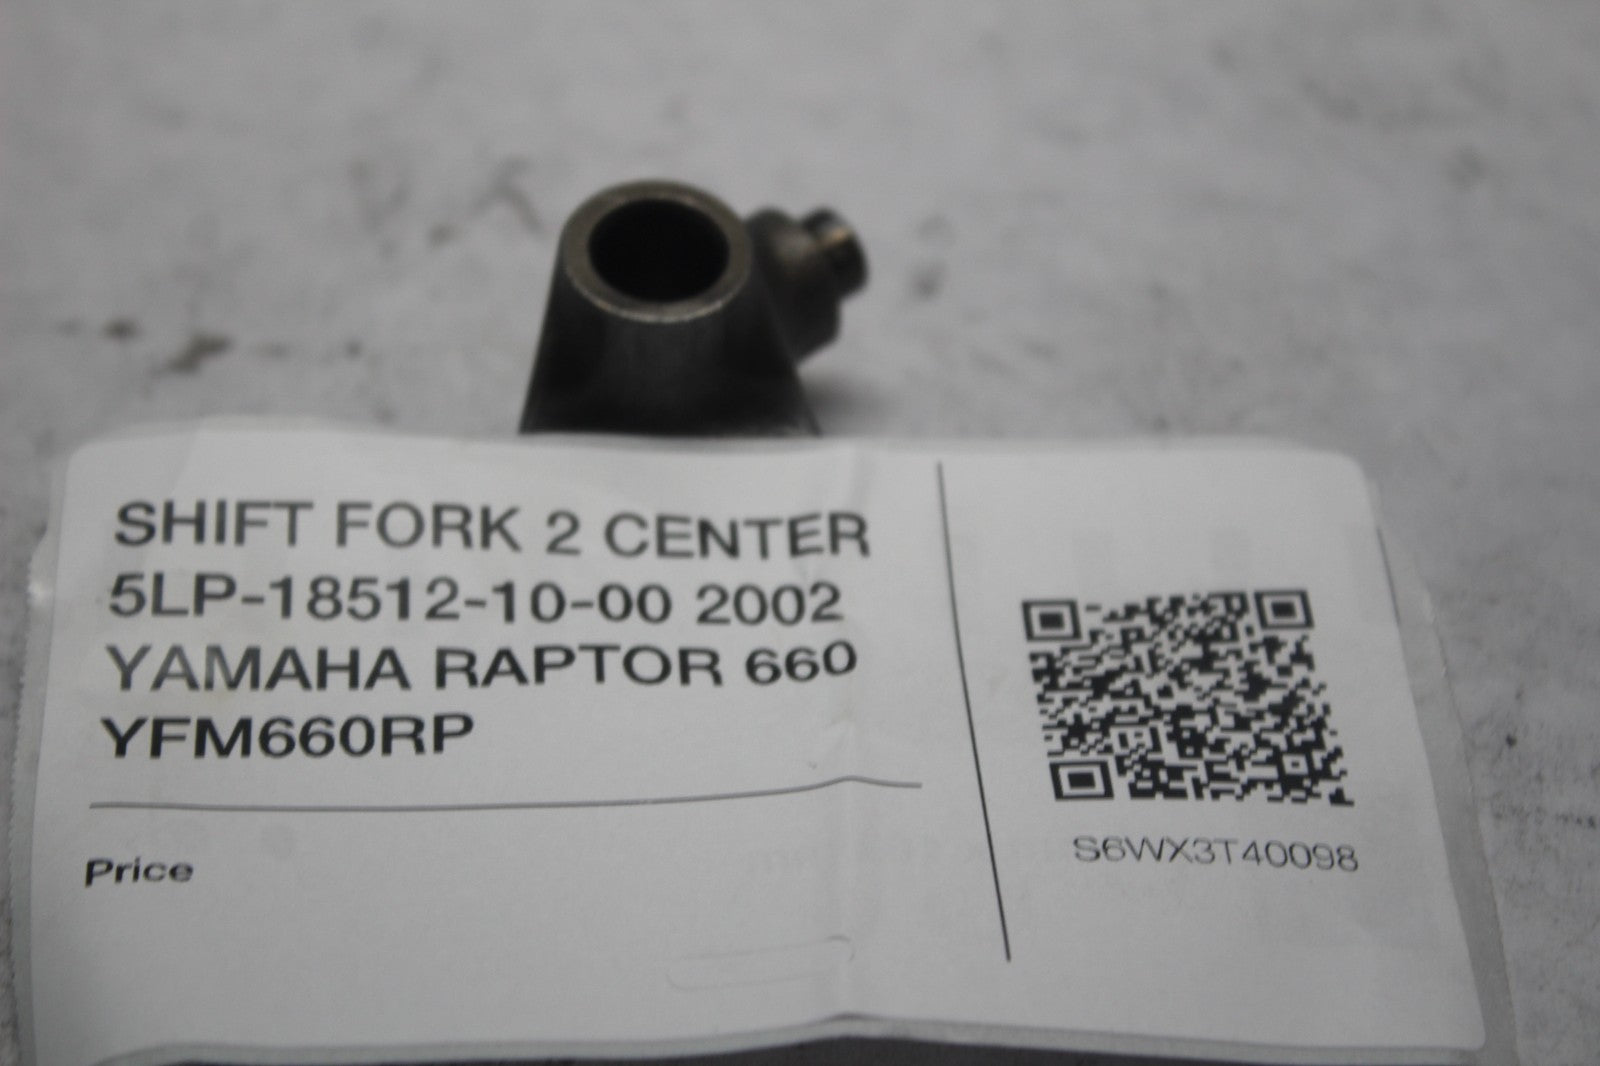 SHIFT FORK 2 CENTER
5LP-18512-10-00 2002
YAMAHA RAPTOR 660
YFM660RP
Price
S6WX3T40098